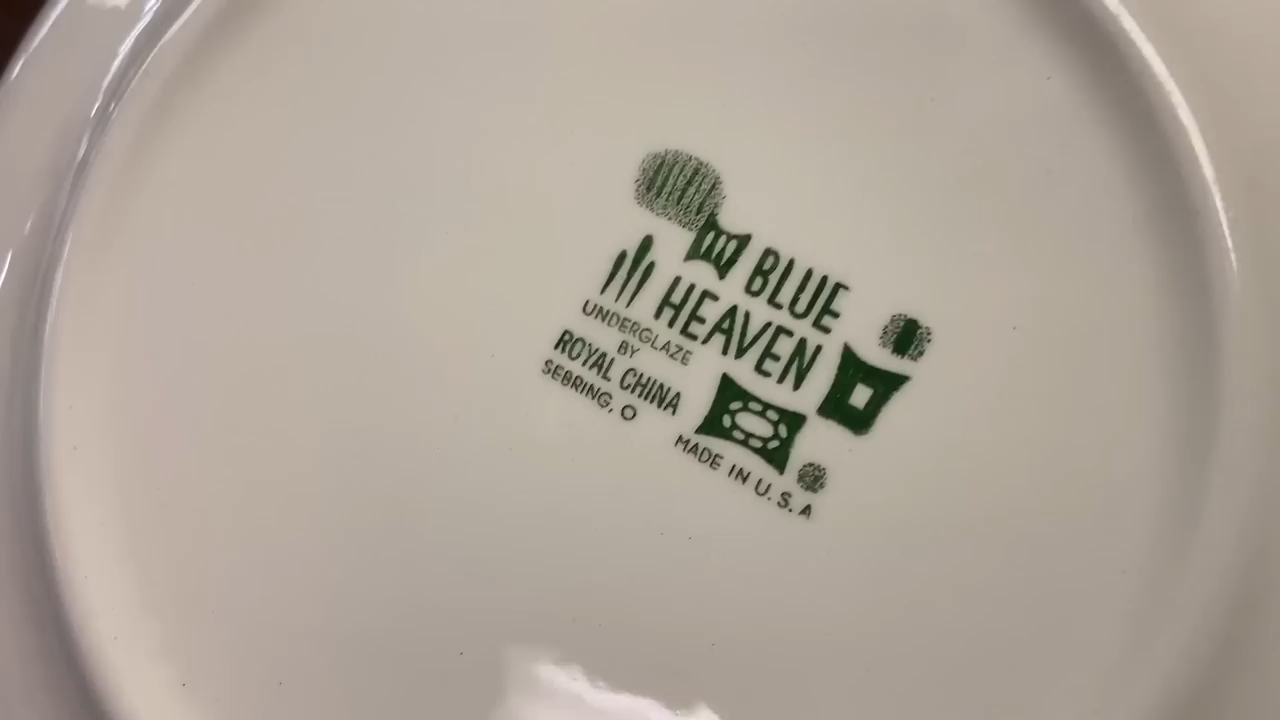 BLUE
HEAVEN
UNDERGLAZE
BY
ROYAL CHINA
SEBRING, O
MADE IN U.S.A